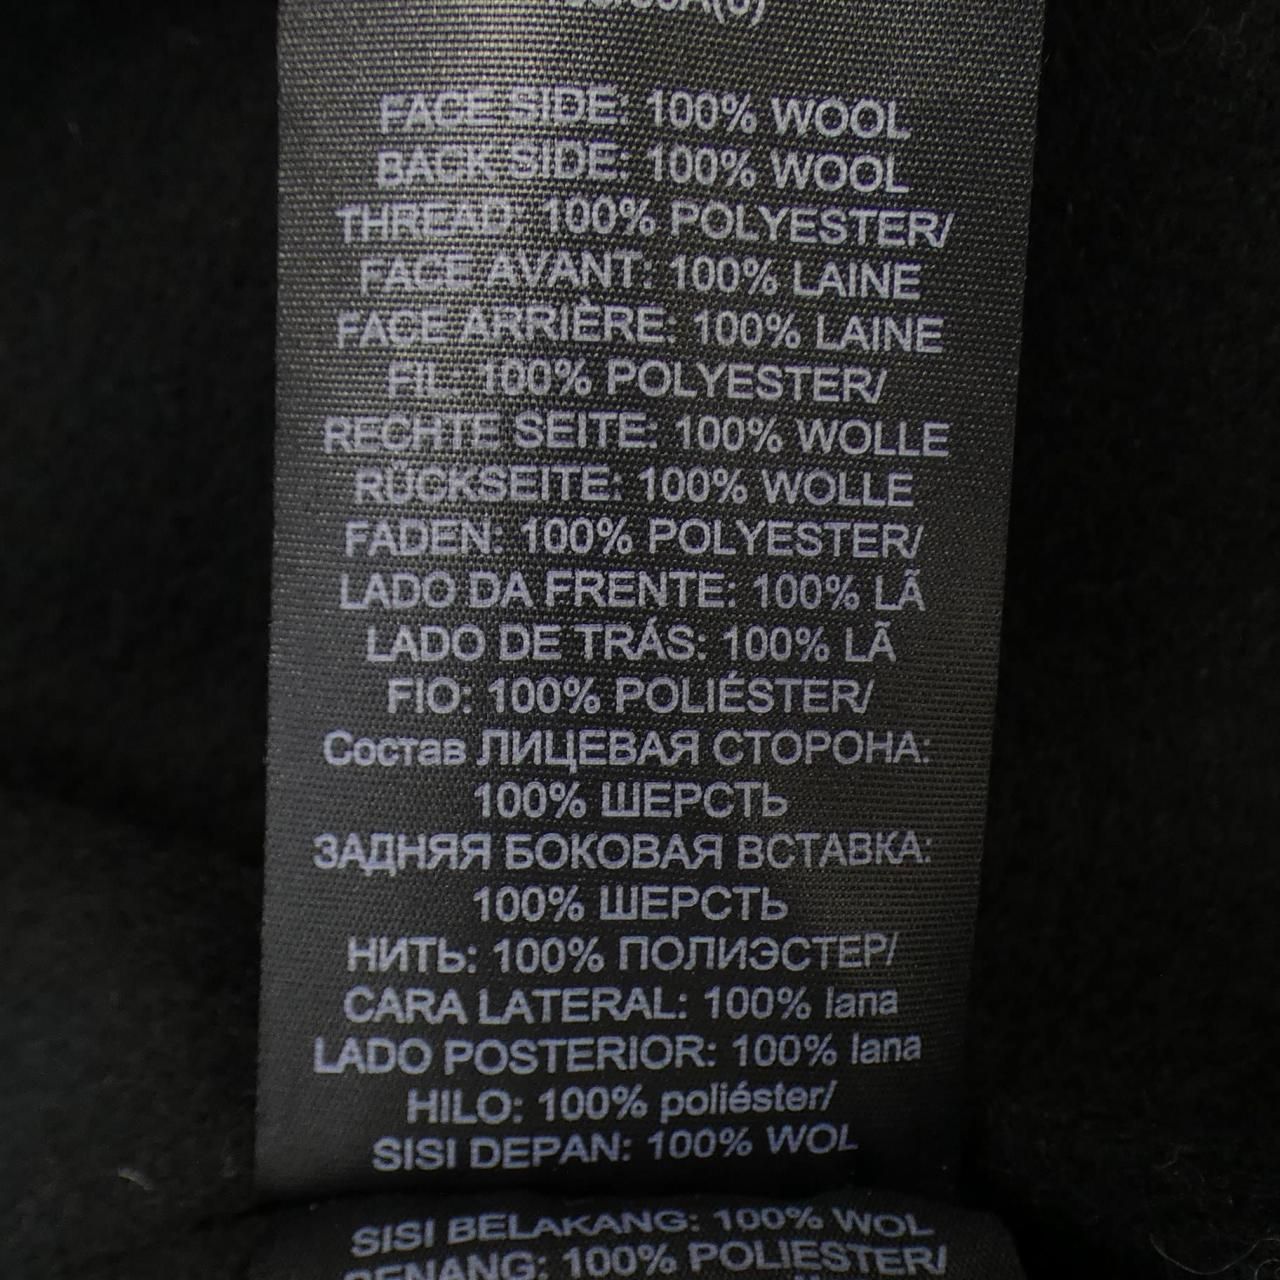 FACE SIDE: 100% WOOL
BACK SIDE: 100% WOOL
THREAD: 100% POLYESTER/
FACE AVANT: 100% LAINE
FACE ARRIÈRE: 100% LAINE
FIL: 100% POLYESTER/
RECHTE SEITE: 100% WOLLE
RÜCKSEITE: 100% WOLLE
FADEN: 100% POLYESTER/
LADO DA FRENTE: 100% LÃ
LADO DE TRÁS: 100% LÃ
FIO: 100% POLIÉSTER/
Состав ЛИЦЕВАЯ СТОРОНА:
100% ШЕРСТЬ
ЗАДНЯЯ БОКОВАЯ ВСТАВКА:
100% ШЕРСТЬ
НИТЬ: 100% ПОЛИЭСТЕР/
CARA LATERAL: 100% lana
LADO POSTERIOR: 100% lana
HILO: 100% poliéster/
SISI DEPAN: 100% WOL
SISI BELAKANG: 100% WOL
BENANG: 100% POLIESTER/